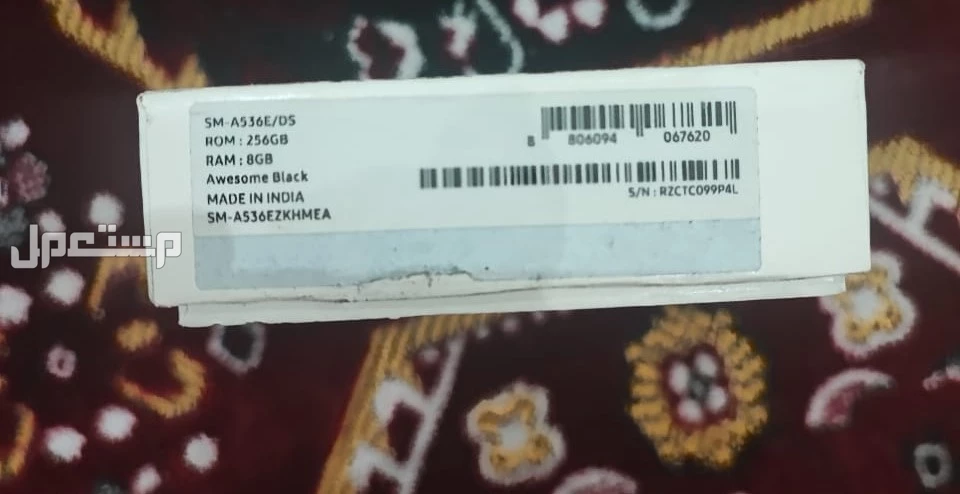 SM-A536E/DS
ROM : 256GB
RAM : 8GB
Awesome Black
MADE IN INDIA
SM-A536EZKHMEA
8 806094 067620
S/N : RZCTC099P4L
مستعمل